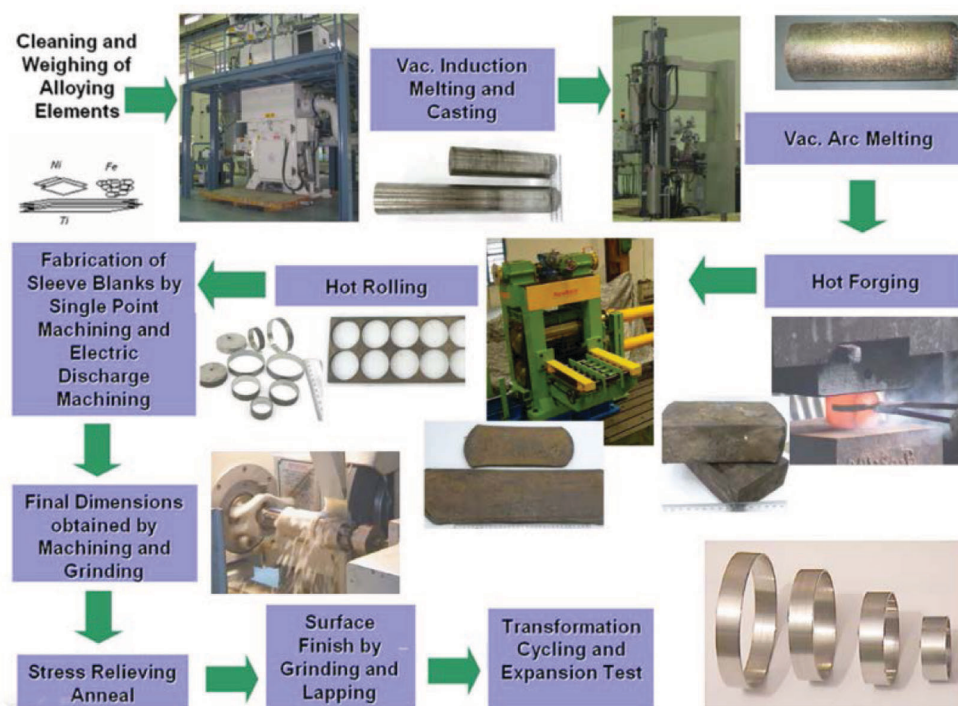 Cleaning and
Weighing of
Alloying
Elements
Ni
Fe
Ti
Vac. Induction
Melting and
Casting
Vac. Arc Melting
Hot Forging
Hot Rolling
Fabrication of
Sleeve Blanks by
Single Point
Machining and
Electric
Discharge
Machining
Final Dimensions
obtained by
Machining and
Grinding
Stress Relieving
Anneal
Surface
Finish by
Grinding and
Lapping
Transformation
Cycling and
Expansion Test